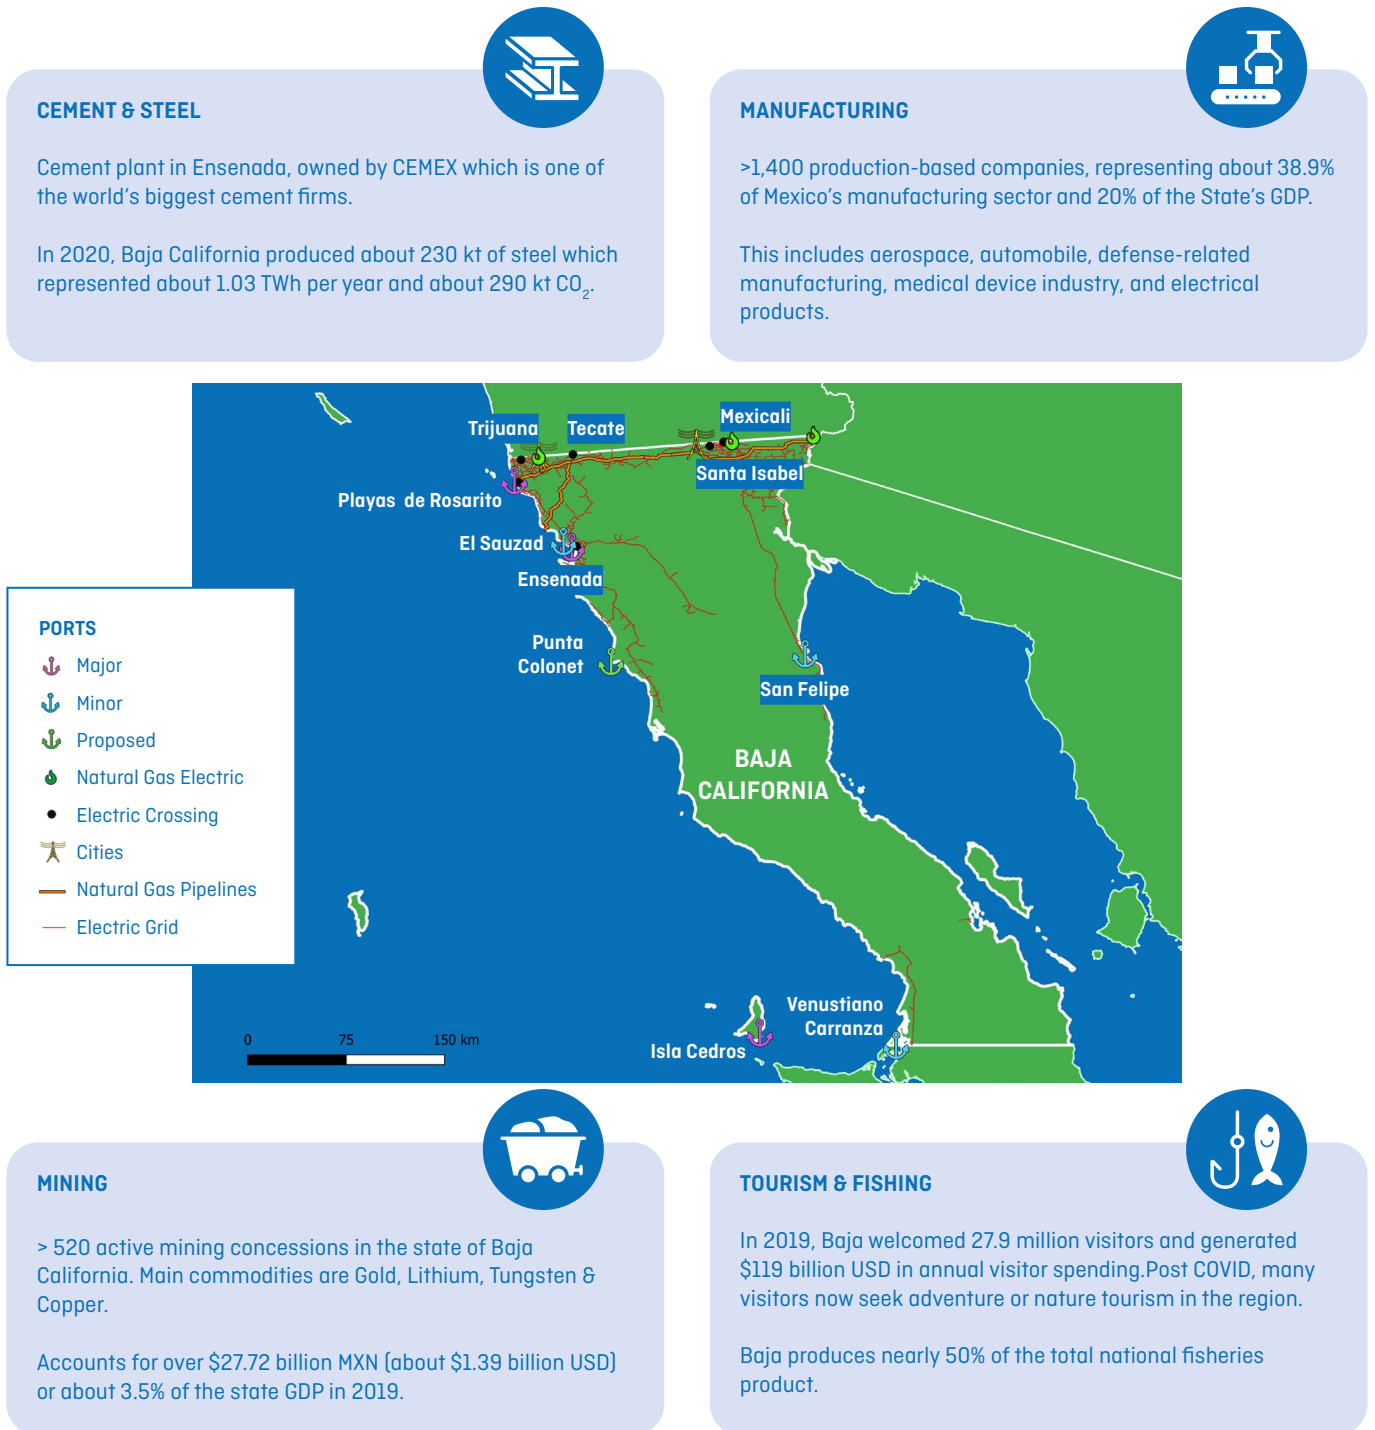 CEMENT & STEEL
Cement plant in Ensenada, owned by CEMEX which is one of
the world's biggest cement firms.
In 2020, Baja California produced about 230 kt of steel which
represented about 1.03 TWh per year and about 290 kt CO2.
MANUFACTURING
>1,400 production-based companies, representing about 38.9%
of Mexico's manufacturing sector and 20% of the State's GDP.
This includes aerospace, automobile, defense-related
manufacturing, medical device industry, and electrical
products.
Trijuana
Tecate
Mexicali
Santa Isabel
Playas de Rosarito
El Sauzad
Ensenada
Punta
Colonet
San Felipe
BAJA
CALIFORNIA
Venustiano
Carranza
Isla Cedros
0 75 150 km
PORTS
Major
Minor
Proposed
Natural Gas Electric
Electric Crossing
Cities
Natural Gas Pipelines
Electric Grid
MINING
> 520 active mining concessions in the state of Baja
California. Main commodities are Gold, Lithium, Tungsten &
Copper.
Accounts for over $27.72 billion MXN (about $1.39 billion USD)
or about 3.5% of the state GDP in 2019.
TOURISM & FISHING
In 2019, Baja welcomed 27.9 million visitors and generated
$119 billion USD in annual visitor spending.Post COVID, many
visitors now seek adventure or nature tourism in the region.
Baja produces nearly 50% of the total national fisheries
product.